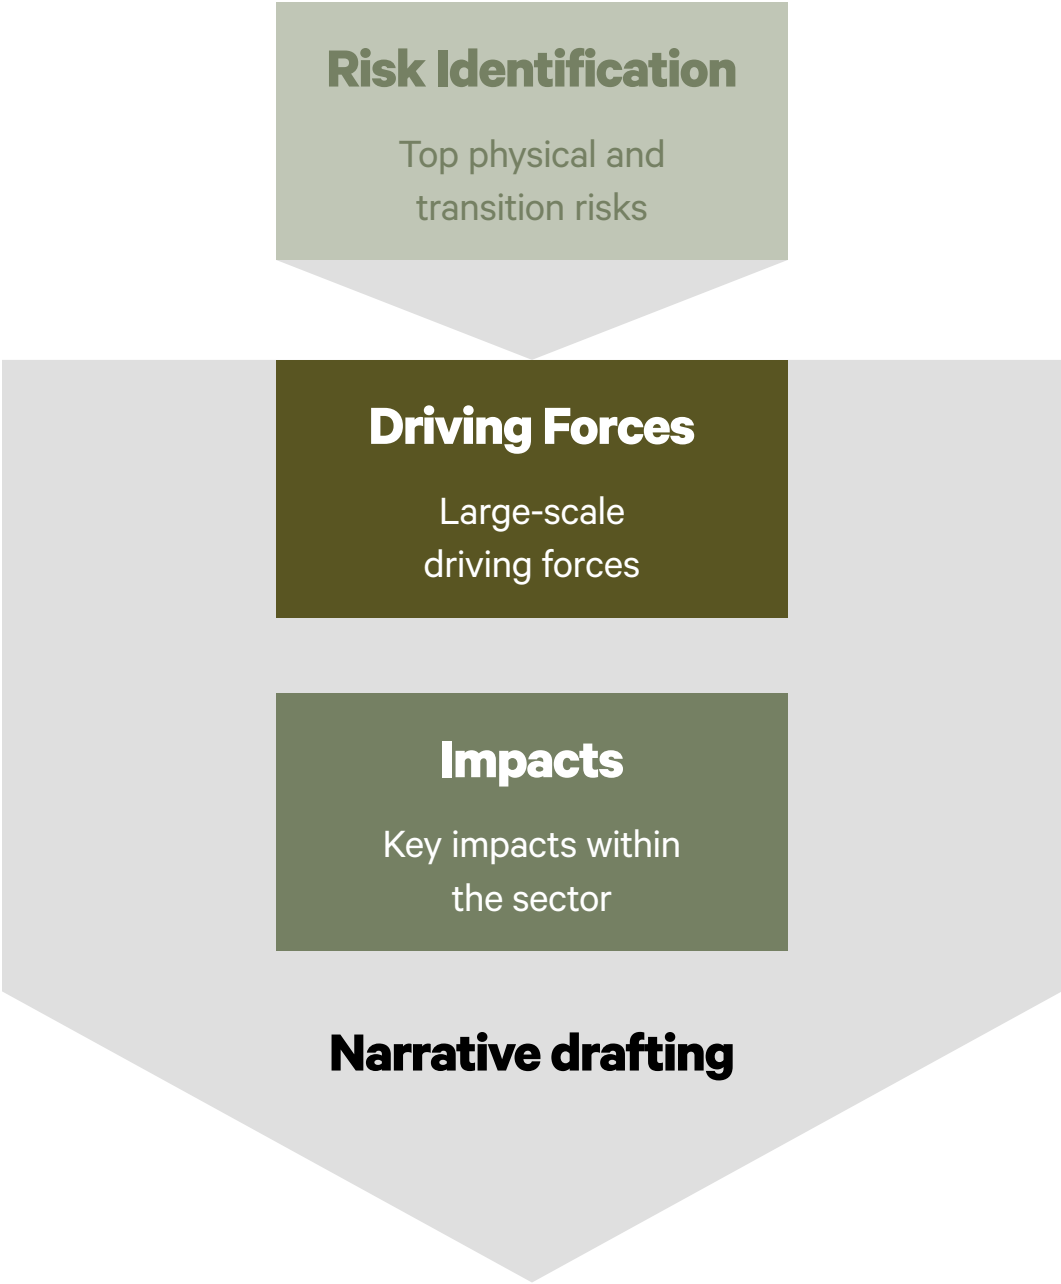 Risk Identification
Top physical and
transition risks
Driving Forces
Large-scale
driving forces
Impacts
Key impacts within
the sector
Narrative drafting